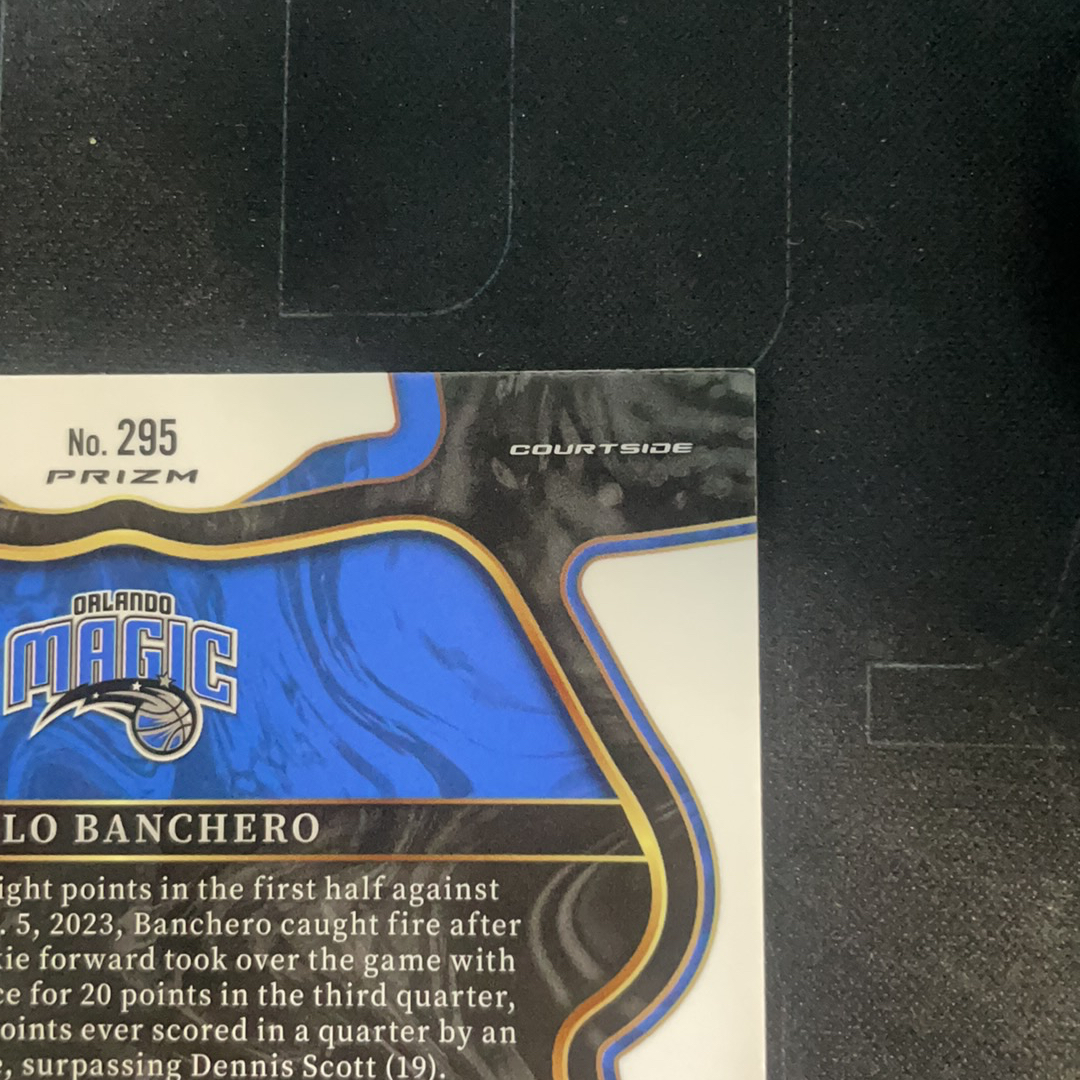 No. 295
PRIZM
COURTSIDE
ORLANDO
MAGIC
LO BANCHERO
ight points in the first half against
. 5, 2023, Banchero caught fire after
ie forward took over the game with
ce for 20 points in the third quarter,
oints ever scored in a quarter by an
e, surpassing Dennis Scott (19).